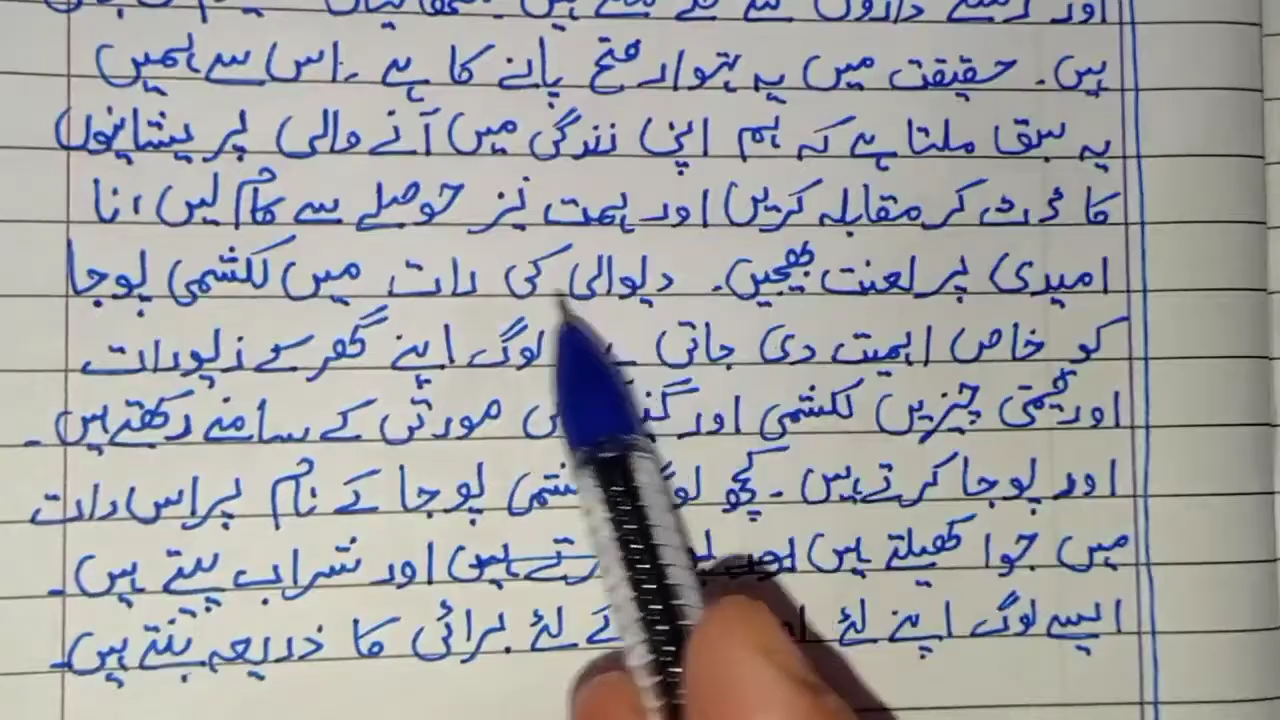 ہیں۔ حقیقت میں یہ تہوار فتح پانے کا ہے ۔ اس سے ہمیں
یہ سبق ملتا ہے کہ ہم اپنی زندگی میں آنے والی پریشانیوں
کا ڈٹ کر مقابلہ کریں اور ہمت نیز حوصلے سے کام لیں ، نا
امیدی پر لعنت بھیجیں۔ دیوالی کی رات میں لکشمی پوجا
کو خاص اہمیت دی جاتی لوگ اپنے گھر کے زیورات
اور قیمتی چیزیں لکشمی اور مورتی کے سامنے رکھتے ہیں ۔
اور پوجا کرتے ہیں ۔ کچھ پوجا کے نام پر اس رات
میں جوا کھیلتے ہیں اور شراب پیتے ہیں ۔
ایسے لوگ اپنے لئے کے لئے برائی کا ذریعہ بنتے ہیں۔